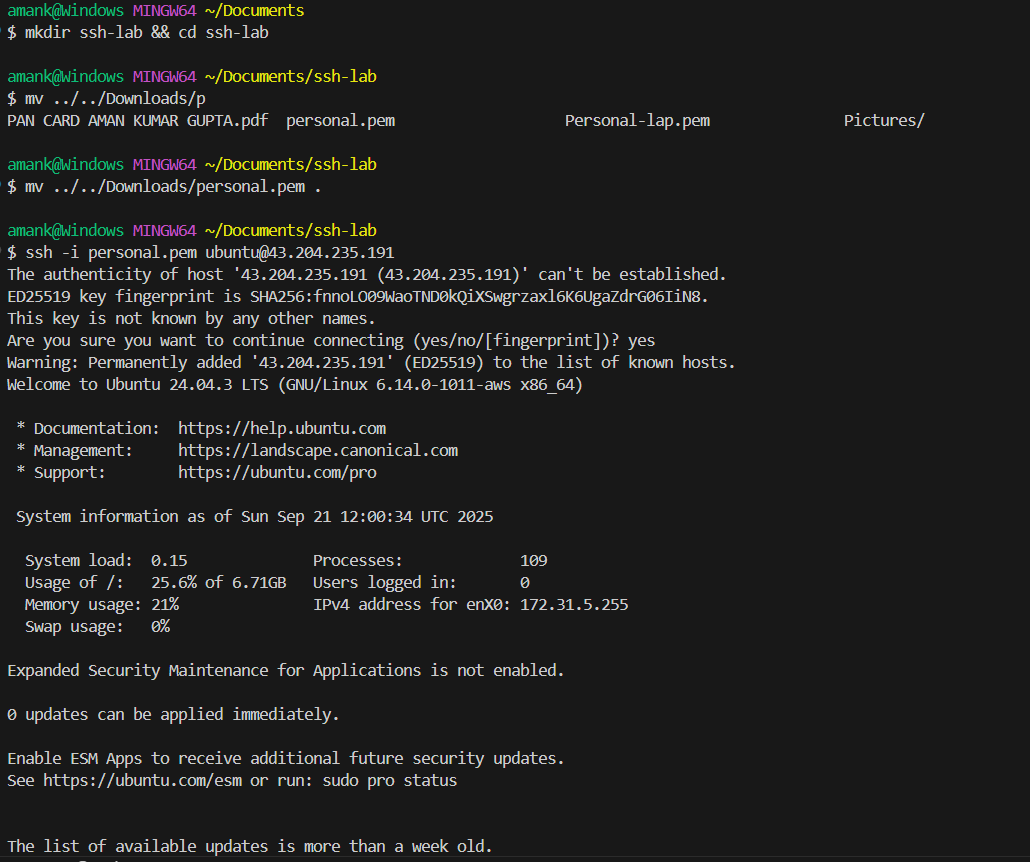 amank@Windows MINGW64 ~/Documents
$ mkdir ssh-lab && cd ssh-lab
amank@Windows MINGW64 ~/Documents/ssh-lab
$ mv ../../Downloads/p
PAN CARD AMAN KUMAR GUPTA.pdf personal.pem Personal-lap.pem Pictures/
amank@Windows MINGW64 ~/Documents/ssh-lab
$ mv ../../Downloads/personal.pem .
amank@Windows MINGW64 ~/Documents/ssh-lab
$ ssh -i personal.pem ubuntu@43.204.235.191
The authenticity of host '43.204.235.191 (43.204.235.191)' can't be established.
ED25519 key fingerprint is SHA256:fnnoLO09WaoTND0kQiXSwgrzaxl6K6UgaZdrG06IiN8.
This key is not known by any other names.
Are you sure you want to continue connecting (yes/no/[fingerprint])? yes
Warning: Permanently added '43.204.235.191' (ED25519) to the list of known hosts.
Welcome to Ubuntu 24.04.3 LTS (GNU/Linux 6.14.0-1011-aws x86_64)
* Documentation: https://help.ubuntu.com
* Management: https://landscape.canonical.com
* Support: https://ubuntu.com/pro
System information as of Sun Sep 21 12:00:34 UTC 2025
System load: 0.15 Processes: 109
Usage of /: 25.6% of 6.71GB Users logged in: 0
Memory usage: 21% IPv4 address for enX0: 172.31.5.255
Swap usage: 0%
Expanded Security Maintenance for Applications is not enabled.
0 updates can be applied immediately.
Enable ESM Apps to receive additional future security updates.
See https://ubuntu.com/esm or run: sudo pro status
The list of available updates is more than a week old.